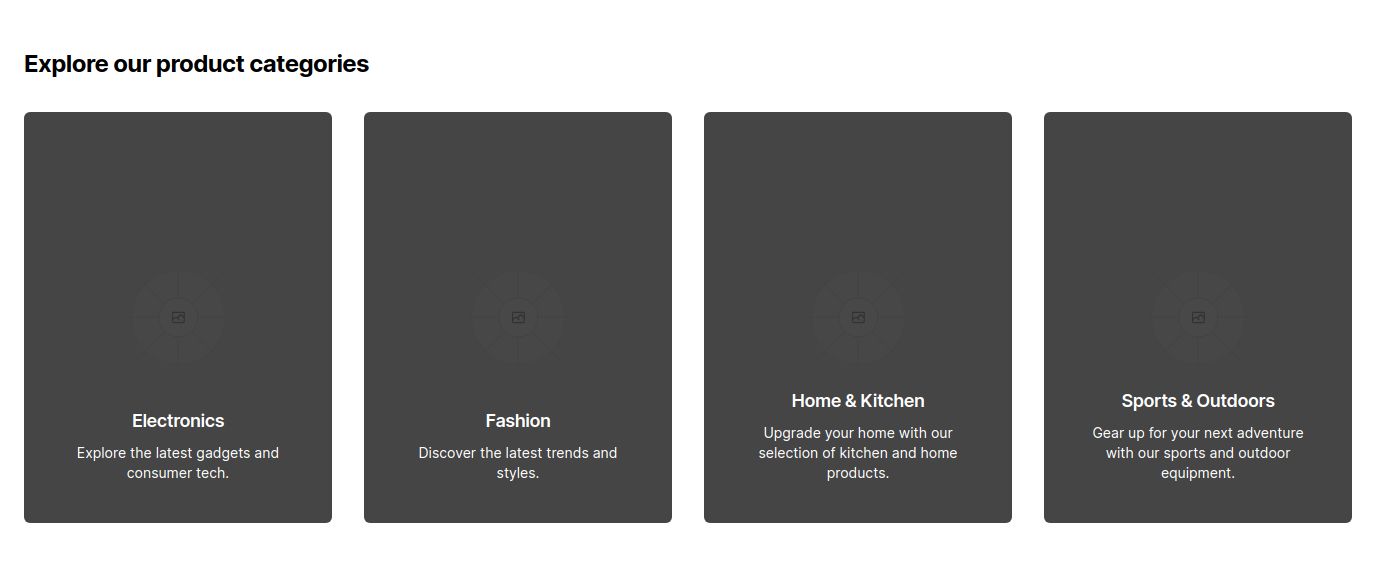 Explore our product categories
Electronics
Explore the latest gadgets and
consumer tech.
Fashion
Discover the latest trends and
styles.
Home & Kitchen
Upgrade your home with our
selection of kitchen and home
products.
Sports & Outdoors
Gear up for your next adventure
with our sports and outdoor
equipment.